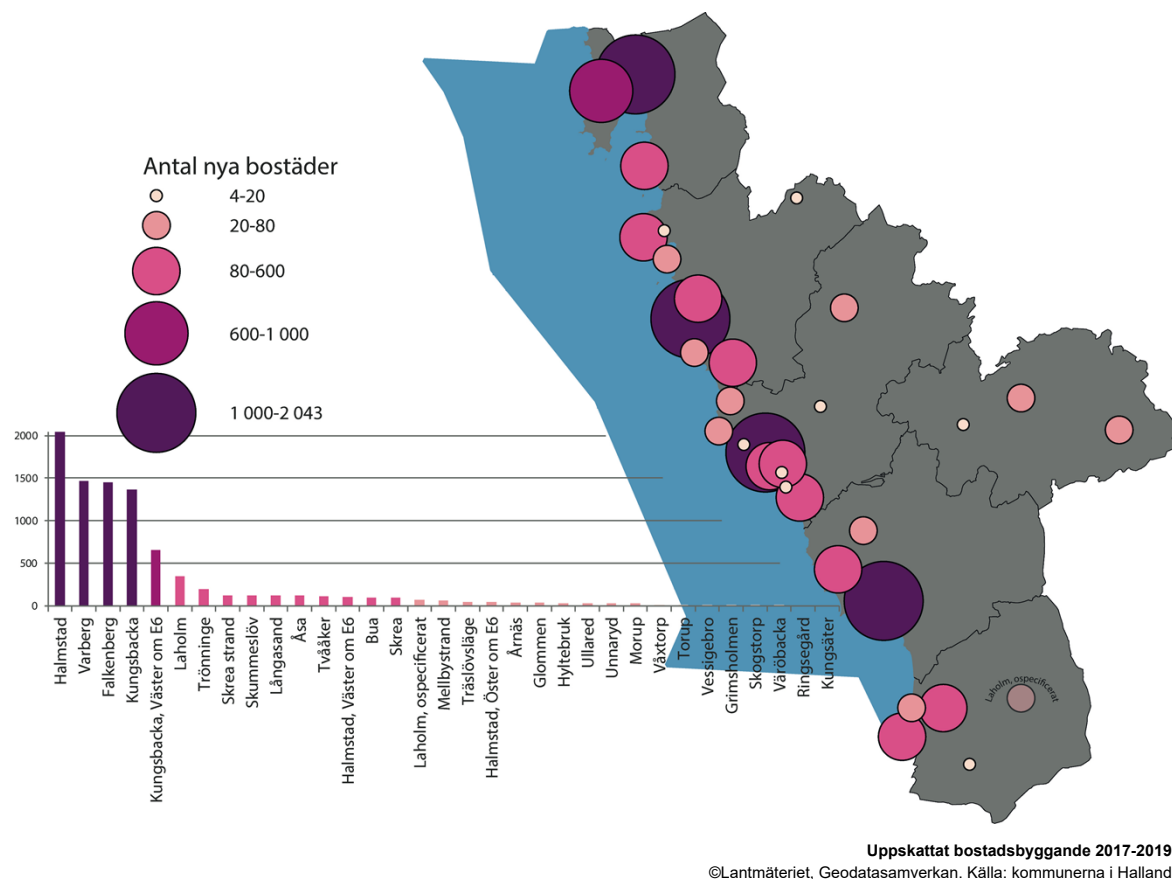 Antal nya bostäder
4-20
20-80
80-600
600-1 000
1 000-2 043
2000
1500
1000
500
0
Halmstad
Varberg
Falkenberg
Kungsbacka
Kungsbacka, Väster om E6
Laholm
Trönninge
Skrea strand
Skummeslöv
Långasand
Åsa
Tvååker
Halmstad, Väster om E6
Bua
Skrea
Laholm, ospecificerat
Mellbystrand
Träslövsläge
Halmstad, Öster om E6
Årnäs
Glommen
Hyltebruk
Ullared
Unnaryd
Morup
Våxtorp
Torup
Vessigebro
Grimsholmen
Skogstorp
Väröbacka
Ringsegård
Kungsäter
Laholm, ospecificerat
Uppskattat bostadsbyggande 2017-2019
©Lantmäteriet, Geodatasamverkan. Källa: kommunerna i Halland